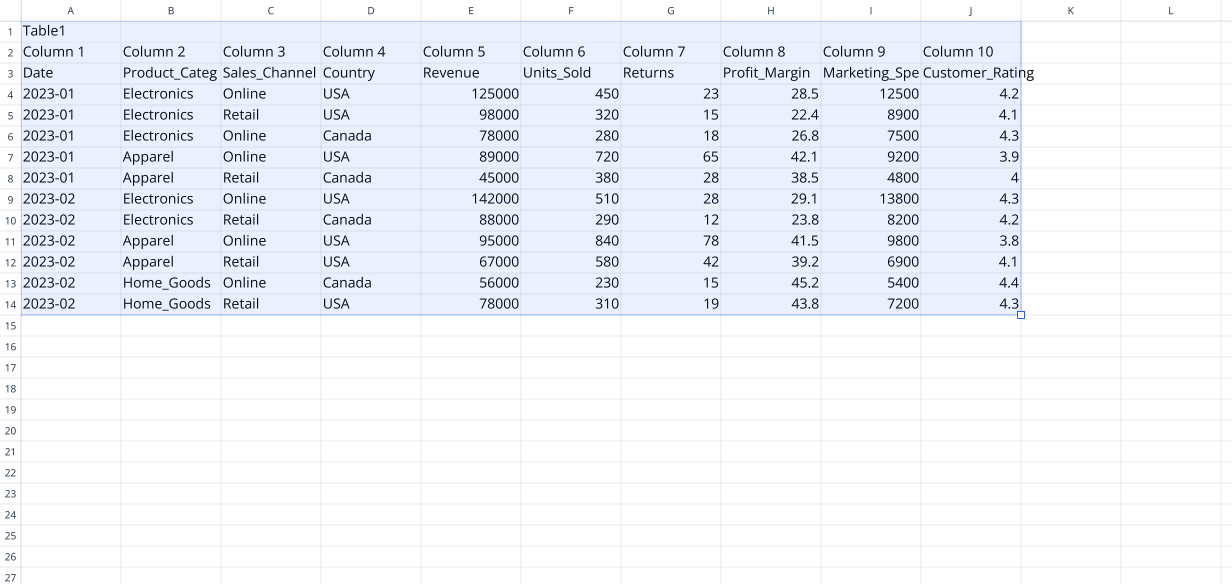 A B C D E F G H I J K L
1 Table1
2 Column 1 Column 2 Column 3 Column 4 Column 5 Column 6 Column 7 Column 8 Column 9 Column 10
3 Date Product_Categ Sales_Channel Country Revenue Units_Sold Returns Profit_Margin Marketing_Spe Customer_Rating
4 2023-01 Electronics Online USA 125000 450 23 28.5 12500 4.2
5 2023-01 Electronics Retail USA 98000 320 15 22.4 8900 4.1
6 2023-01 Electronics Online Canada 78000 280 18 26.8 7500 4.3
7 2023-01 Apparel Online USA 89000 720 65 42.1 9200 3.9
8 2023-01 Apparel Retail Canada 45000 380 28 38.5 4800 4
9 2023-02 Electronics Online USA 142000 510 28 29.1 13800 4.3
10 2023-02 Electronics Retail Canada 88000 290 12 23.8 8200 4.2
11 2023-02 Apparel Online USA 95000 840 78 41.5 9800 3.8
12 2023-02 Apparel Retail USA 67000 580 42 39.2 6900 4.1
13 2023-02 Home_Goods Online Canada 56000 230 15 45.2 5400 4.4
14 2023-02 Home_Goods Retail USA 78000 310 19 43.8 7200 4.3
15
16
17
18
19
20
21
22
23
24
25
26
27